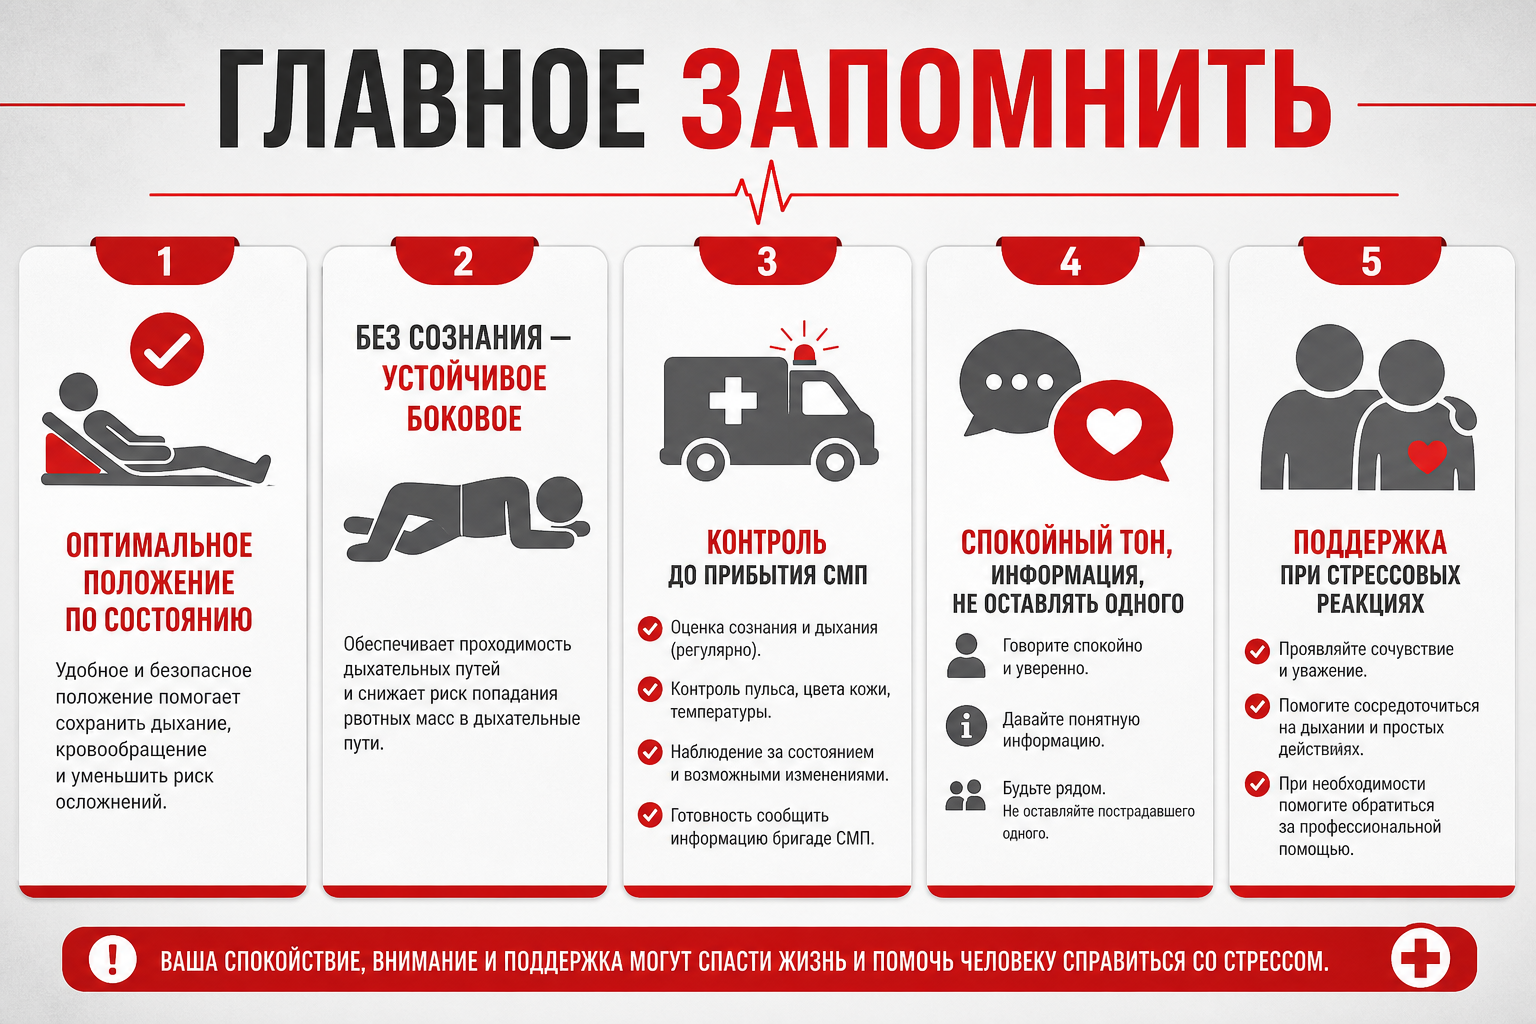 ГЛАВНОЕ ЗАПОМНИТЬ
1
ОПТИМАЛЬНОЕ
ПОЛОЖЕНИЕ
ПО СОСТОЯНИЮ
Удобное и безопасное
положение помогает
сохранить дыхание,
кровообращение
и уменьшить риск
осложнений.
2
БЕЗ СОЗНАНИЯ –
УСТОЙЧИВОЕ
БОКОВОЕ
Обеспечивает проходимость
дыхательных путей
и снижает риск попадания
рвотных масс в дыхательные
пути.
3
КОНТРОЛЬ
ДО ПРИБЫТИЯ СМП
Оценка сознания и дыхания
(регулярно).
Контроль пульса, цвета кожи,
температуры.
Наблюдение за состоянием
и возможными изменениями.
Готовность сообщить
информацию бригаде СМП.
4
СПОКОЙНЫЙ ТОН,
ИНФОРМАЦИЯ,
НЕ ОСТАВЛЯТЬ ОДНОГО
Говорите спокойно
и уверенно.
Давайте понятную
информацию.
Будьте рядом.
Не оставляйте пострадавшего
одного.
5
ПОДДЕРЖКА
ПРИ СТРЕССОВЫХ
РЕАКЦИЯХ
Проявляйте сочувствие
и уважение.
Помогите сосредоточиться
на дыхании и простых
действиях.
При необходимости
помогите обратиться
за профессиональной
помощью.
ВАША СПОКОЙСТВИЕ, ВНИМАНИЕ И ПОДДЕРЖКА МОГУТ СПАСТИ ЖИЗНЬ И ПОМОЧЬ ЧЕЛОВЕКУ СПРАВИТЬСЯ СО СТРЕССОМ.